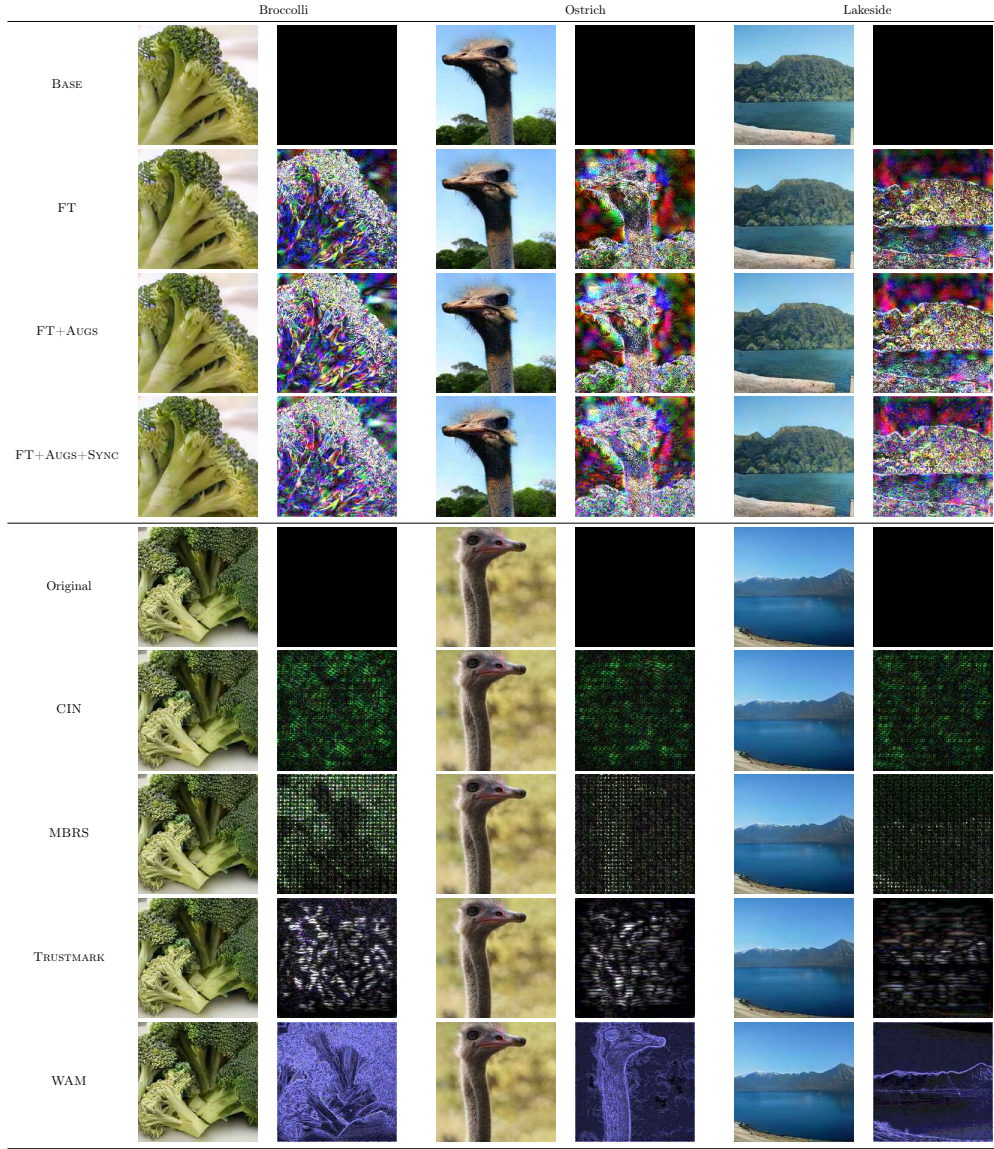 Broccolli Ostrich Lakeside
BASE
FT
FT+AUGS
FT+AUGS+SYNC
Original
CIN
MBRS
TRUSTMARK
WAM